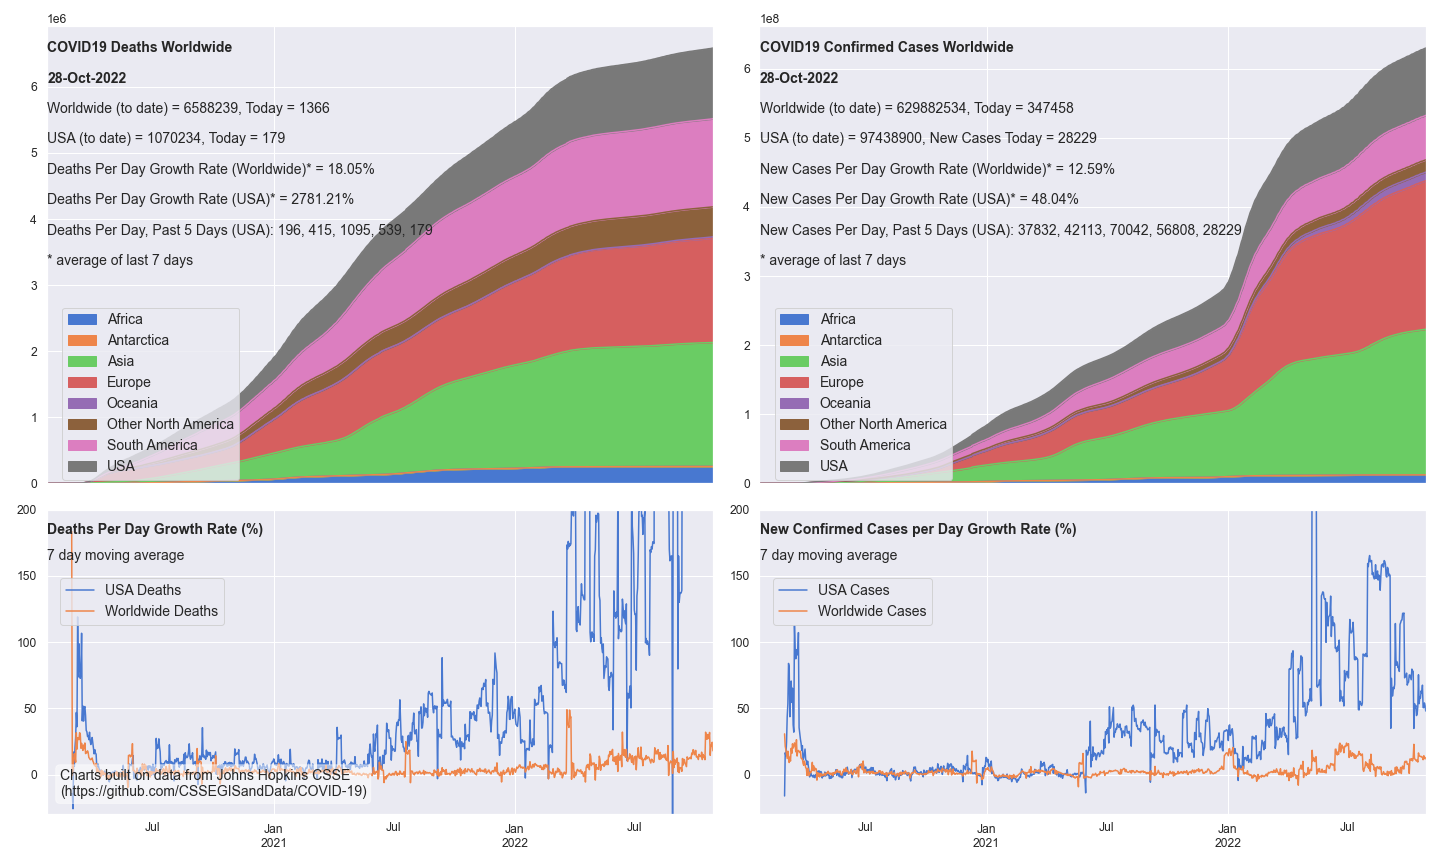 1e6
COVID19 Deaths Worldwide
28-Oct-2022
Worldwide (to date) = 6588239, Today = 1366
USA (to date) = 1070234, Today = 179
Deaths Per Day Growth Rate (Worldwide)* = 18.05%
Deaths Per Day Growth Rate (USA)* = 2781.21%
Deaths Per Day, Past 5 Days (USA): 196, 415, 1095, 539, 179
* average of last 7 days
6
5
4
3
2
1
0
Africa
Antarctica
Asia
Europe
Oceania
Other North America
South America
USA
1e8
COVID19 Confirmed Cases Worldwide
28-Oct-2022
Worldwide (to date) = 629882534, Today = 347458
USA (to date) = 97438900, New Cases Today = 28229
New Cases Per Day Growth Rate (Worldwide)* = 12.59%
New Cases Per Day Growth Rate (USA)* = 48.04%
New Cases Per Day, Past 5 Days (USA): 37832, 42113, 70042, 56808, 28229
* average of last 7 days
6
5
4
3
2
1
0
Africa
Antarctica
Asia
Europe
Oceania
Other North America
South America
USA
Deaths Per Day Growth Rate (%)
7 day moving average
USA Deaths
Worldwide Deaths
200
150
100
50
0
Charts built on data from Johns Hopkins CSSE
(https://github.com/CSSEGISandData/COVID-19)
Jul
Jan
2021
Jul
Jan
2022
Jul
New Confirmed Cases per Day Growth Rate (%)
7 day moving average
USA Cases
Worldwide Cases
200
150
100
50
0
Jul
Jan
2021
Jul
Jan
2022
Jul